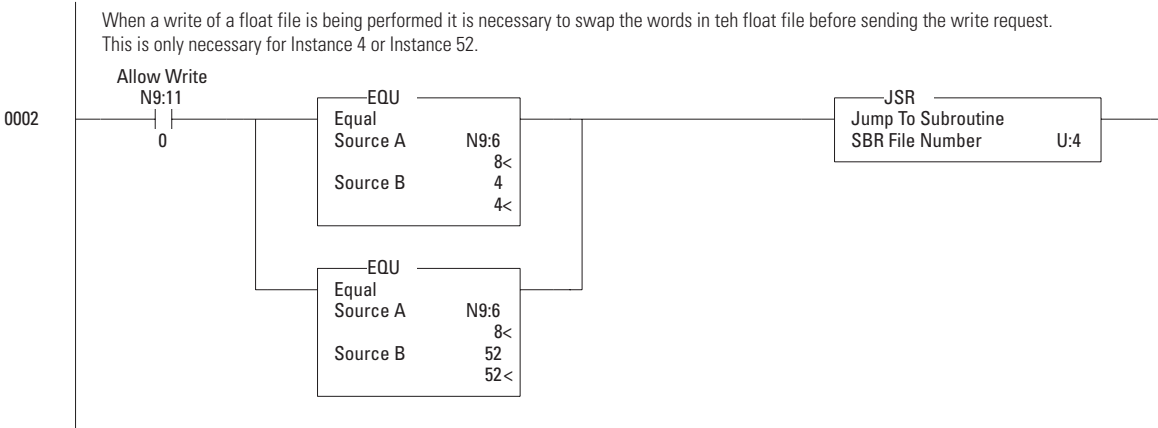 When a write of a float file is being performed it is necessary to swap the words in teh float file before sending the write request.
This is only necessary for Instance 4 or Instance 52.
Allow Write
N9:11
0
0002
EQU
Equal
Source A N9:6
8<
Source B 4
4<
JSR
Jump To Subroutine
SBR File Number U:4
EQU
Equal
Source A N9:6
8<
Source B 52
52<